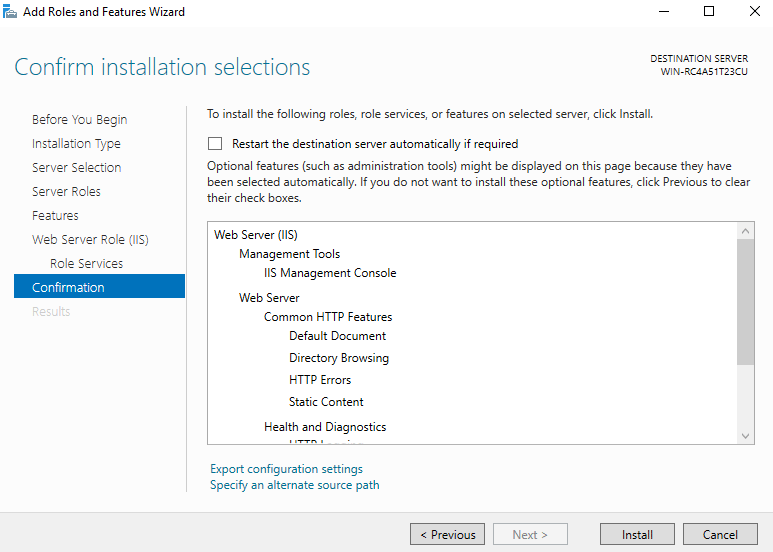 Add Roles and Features Wizard
Confirm installation selections
DESTINATION SERVER
WIN-RC4A51T23CU
Before You Begin
Installation Type
Server Selection
Server Roles
Features
Web Server Role (IIS)
Role Services
Confirmation
Results
To install the following roles, role services, or features on selected server, click Install.
Restart the destination server automatically if required
Optional features (such as administration tools) might be displayed on this page because they have
been selected automatically. If you do not want to install these optional features, click Previous to clear
their check boxes.
Web Server (IIS)
Management Tools
IIS Management Console
Web Server
Common HTTP Features
Default Document
Directory Browsing
HTTP Errors
Static Content
Health and Diagnostics
Export configuration settings
Specify an alternate source path
< Previous
Next >
Install
Cancel